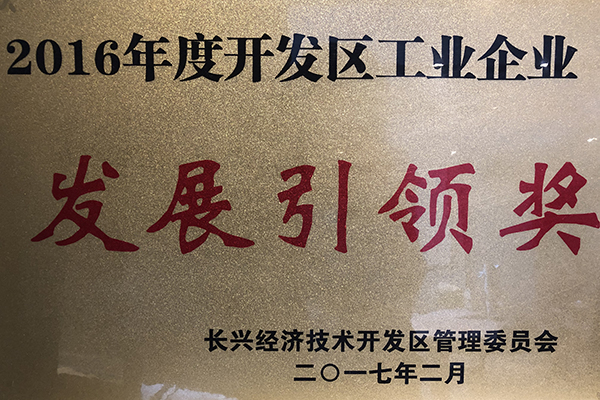 2016年度开发区工业企业
发展引领奖
长兴经济技术开发区管理委员会
二〇一七年二月